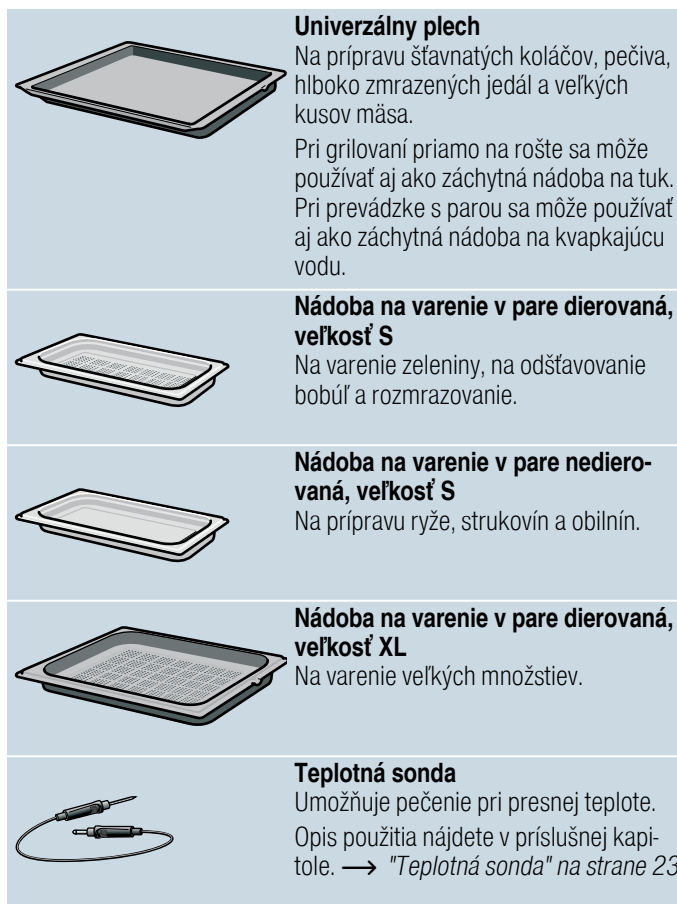 Univerzálny plech
Na prípravu šťavnatých koláčov, pečiva,
hlboko zmrazených jedál a veľkých
kusov mäsa.
Pri grilovaní priamo na rošte sa môže
používať aj ako záchytná nádoba na tuk.
Pri prevádzke s parou sa môže používať
aj ako záchytná nádoba na kvapkajúcu
vodu.
Nádoba na varenie v pare dierovaná,
veľkosť S
Na varenie zeleniny, na odšťavovanie
bobúľ a rozmrazovanie.
Nádoba na varenie v pare nediero-
vaná, veľkosť S
Na prípravu ryže, strukovín a obilnín.
Nádoba na varenie v pare dierovaná,
veľkosť XL
Na varenie veľkých množstiev.
Teplotná sonda
Umožňuje pečenie pri presnej teplote.
Opis použitia nájdete v príslušnej kapi-
tole. ⟶ "Teplotná sonda" na strane 23